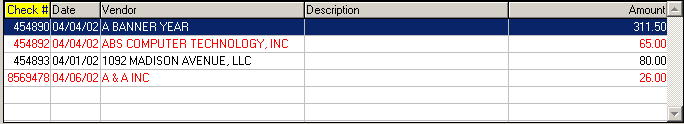 Check # Date Vendor Description Amount
454890 04/04/02 A BANNER YEAR 311.50
454892 04/04/02 ABS COMPUTER TECHNOLOGY, INC 65.00
454893 04/01/02 1092 MADISON AVENUE, LLC 80.00
8569478 04/06/02 A & A INC 26.00